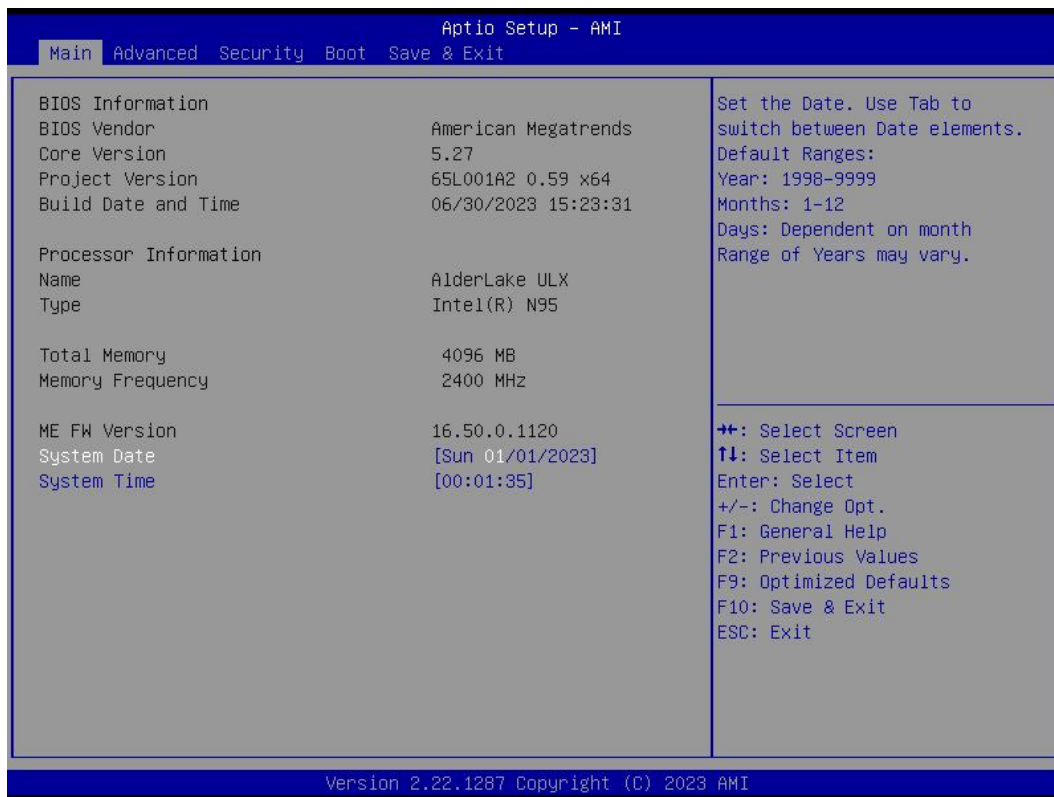 Aptio Setup - AMI
Main Advanced Security Boot Save & Exit
BIOS Information
BIOS Vendor American Megatrends
Core Version 5.27
Project Version 65L001A2 0.59 x64
Build Date and Time 06/30/2023 15:23:31
Processor Information
Name AlderLake ULX
Type Intel(R) N95
Total Memory 4096 MB
Memory Frequency 2400 MHz
ME FW Version 16.50.0.1120
System Date [Sun 01/01/2023]
System Time [00:01:35]
Set the Date. Use Tab to
switch between Date elements.
Default Ranges:
Year: 1998-9999
Months: 1-12
Days: Dependent on month
Range of Years may vary.
→←: Select Screen
↑↓: Select Item
Enter: Select
+/-: Change Opt.
F1: General Help
F2: Previous Values
F9: Optimized Defaults
F10: Save & Exit
ESC: Exit
Version 2.22.1287 Copyright (C) 2023 AMI